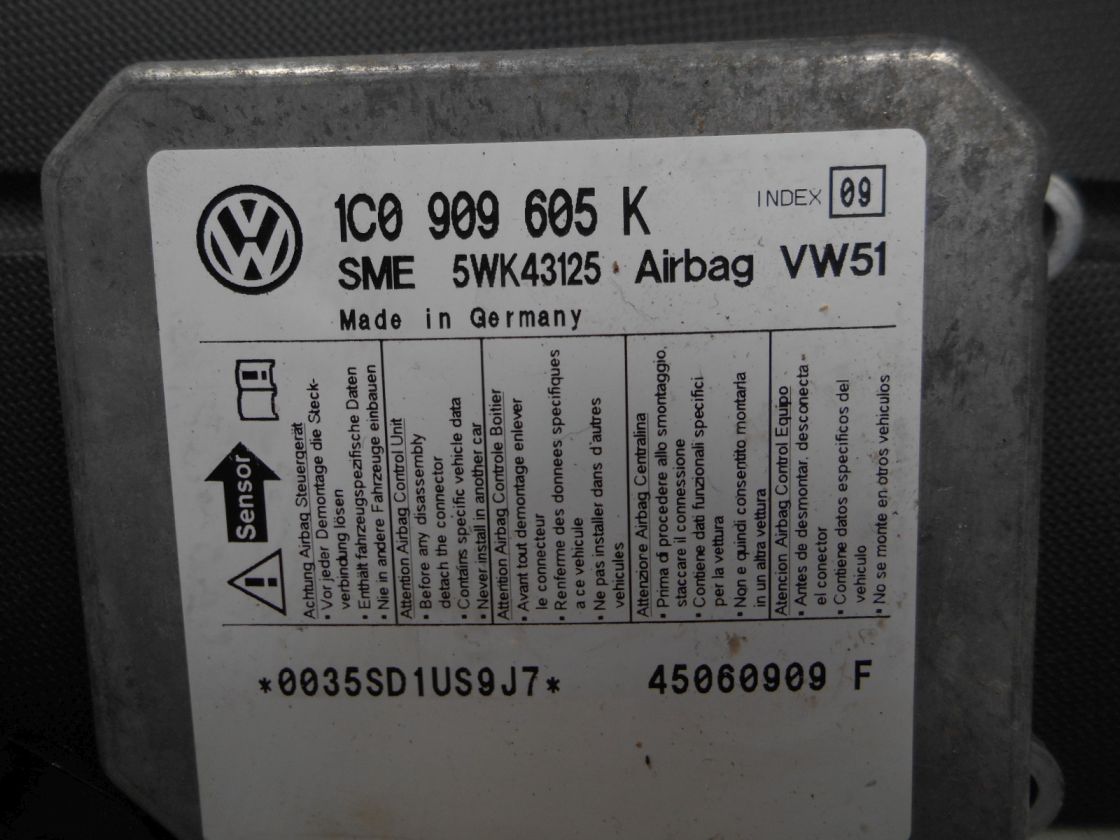 1C0 909 605 K
INDEX 09
SME 5WK43125 Airbag VW51
Made in Germany
Sensor
Achtung Airbag Steuergerät
• Vor jeder Demontage die Steck-
verbindung lösen
• Enthält fahrzeugspezifische Daten
• Nie in andere Fahrzeuge einbauen
Attention Airbag Control Unit
• Before any disassembly
detach the connector
• Contains specific vehicle data
• Never install in another car
Attention Airbag Controle Boitier
• Avant tout demontage enlever
le connecteur
• Renferme des donnees specifiques
a ce vehicule
• Ne pas installer dans d'autres
vehicules
Attenzione Airbag Centralina
• Prima di procedere allo smontaggio,
staccare il connessione
• Contiene dati funzionali specifici
per la vettura
• Non e quindi consentito montarla
in un altra vettura
Atencion Airbag Control Equipo
• Antes de desmontar, desconecta-
el conector
• Contiene datos especificos del
vehiculo
• No se monte en otros vehiculos
*0035SD1US9J7* 45060909 F